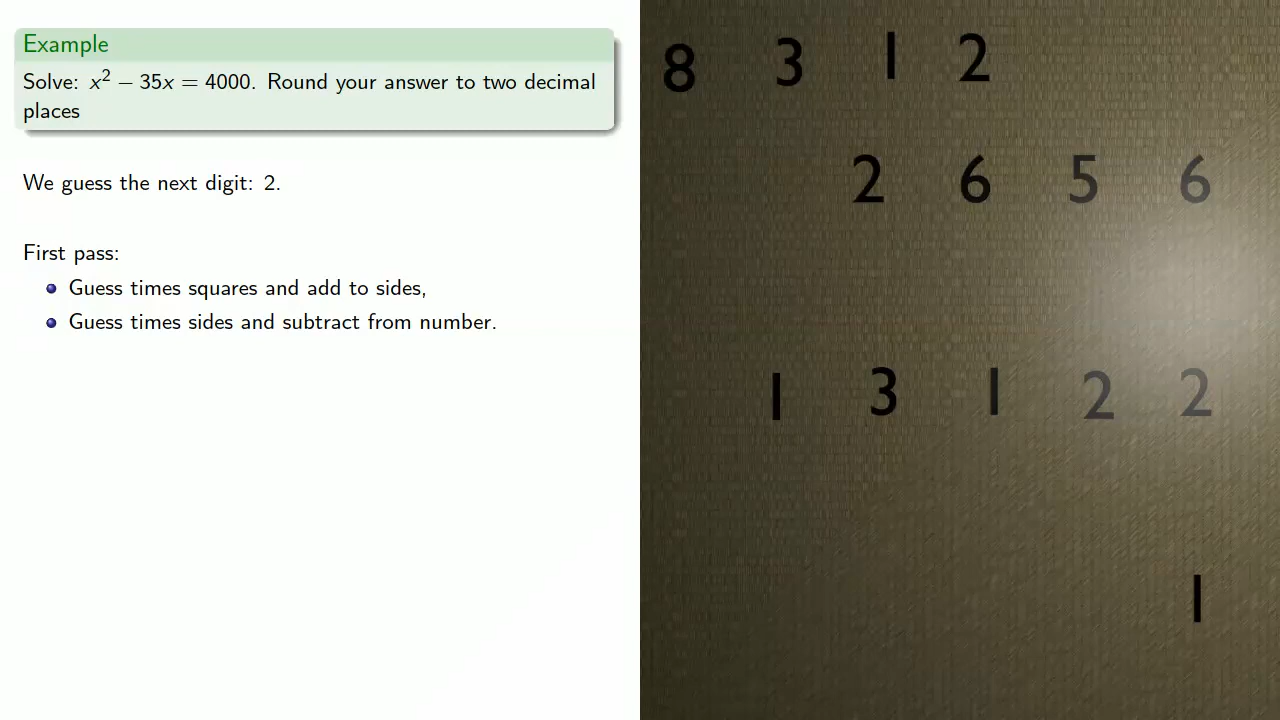 Example
Solve: x² − 35x = 4000. Round your answer to two decimal
places
We guess the next digit: 2.
First pass:
Guess times squares and add to sides,
Guess times sides and subtract from number.
8 3 1 2
2 6 5 6
1 3 1 2 2
1